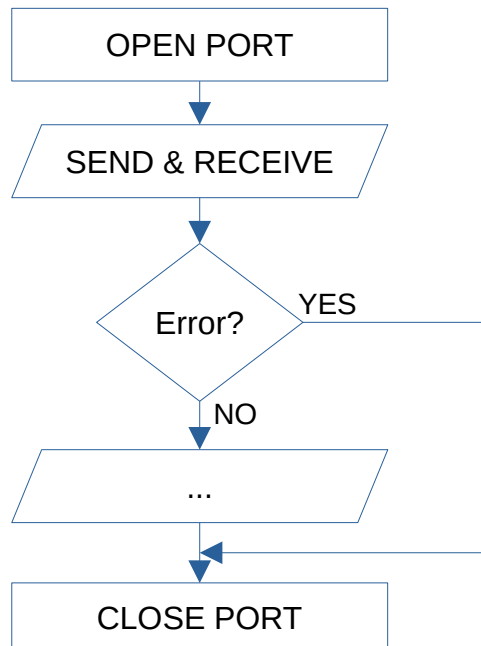 OPEN PORT
SEND & RECEIVE
Error?
YES
NO
...
CLOSE PORT